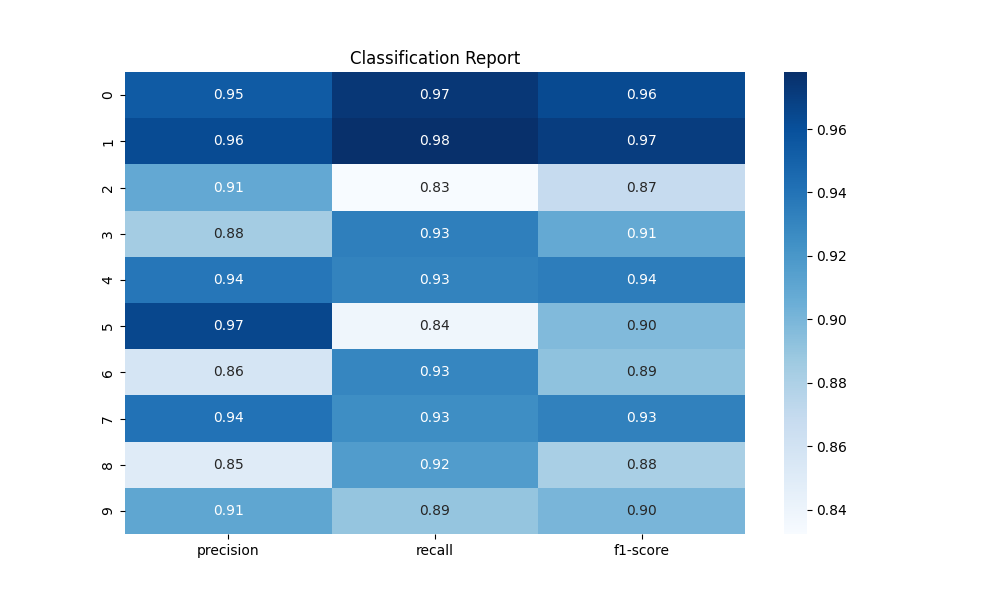 Classification Report
0 0.95 0.97 0.96
1 0.96 0.98 0.97
2 0.91 0.83 0.87
3 0.88 0.93 0.91
4 0.94 0.93 0.94
5 0.97 0.84 0.90
6 0.86 0.93 0.89
7 0.94 0.93 0.93
8 0.85 0.92 0.88
9 0.91 0.89 0.90
precision recall f1-score
0.96
0.94
0.92
0.90
0.88
0.86
0.84